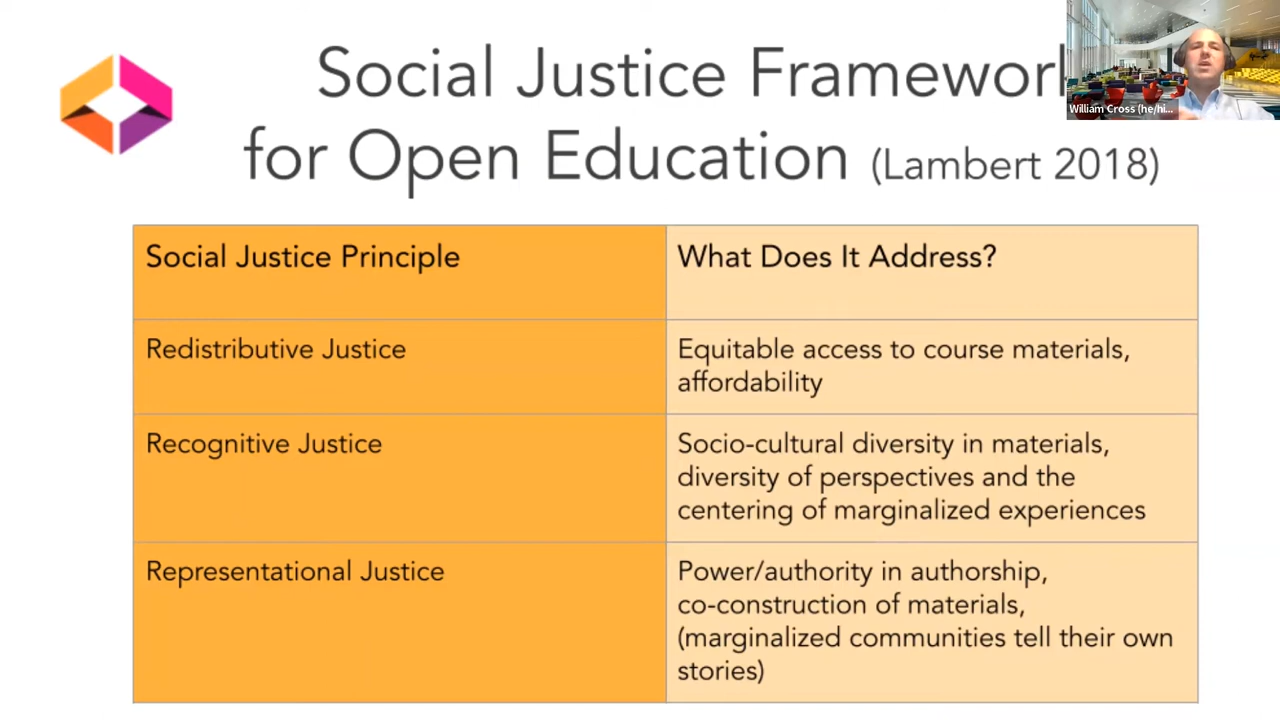 Social Justice Framework
for Open Education (Lambert 2018)
William Cross (he/hi...
Social Justice Principle
What Does It Address?
Redistributive Justice
Equitable access to course materials,
affordability
Recognitive Justice
Socio-cultural diversity in materials,
diversity of perspectives and the
centering of marginalized experiences
Representational Justice
Power/authority in authorship,
co-construction of materials,
(marginalized communities tell their own
stories)